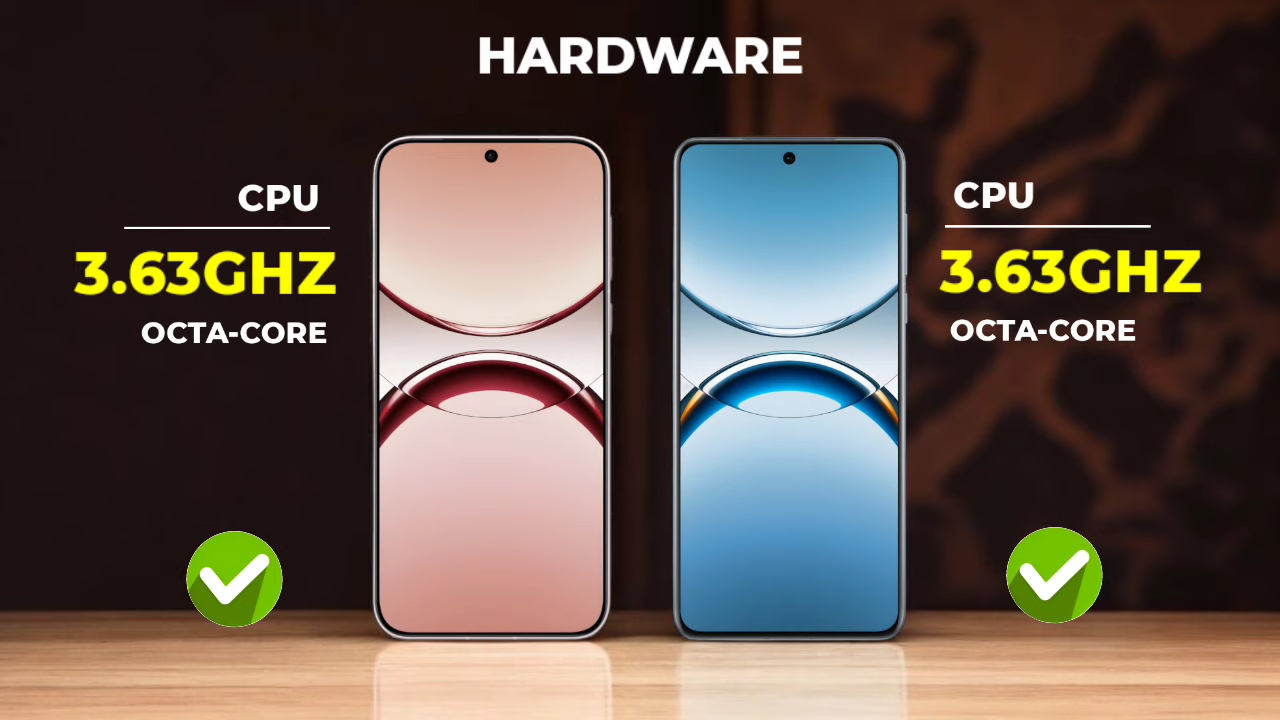 HARDWARE
CPU
3.63GHZ
OCTA-CORE
CPU
3.63GHZ
OCTA-CORE